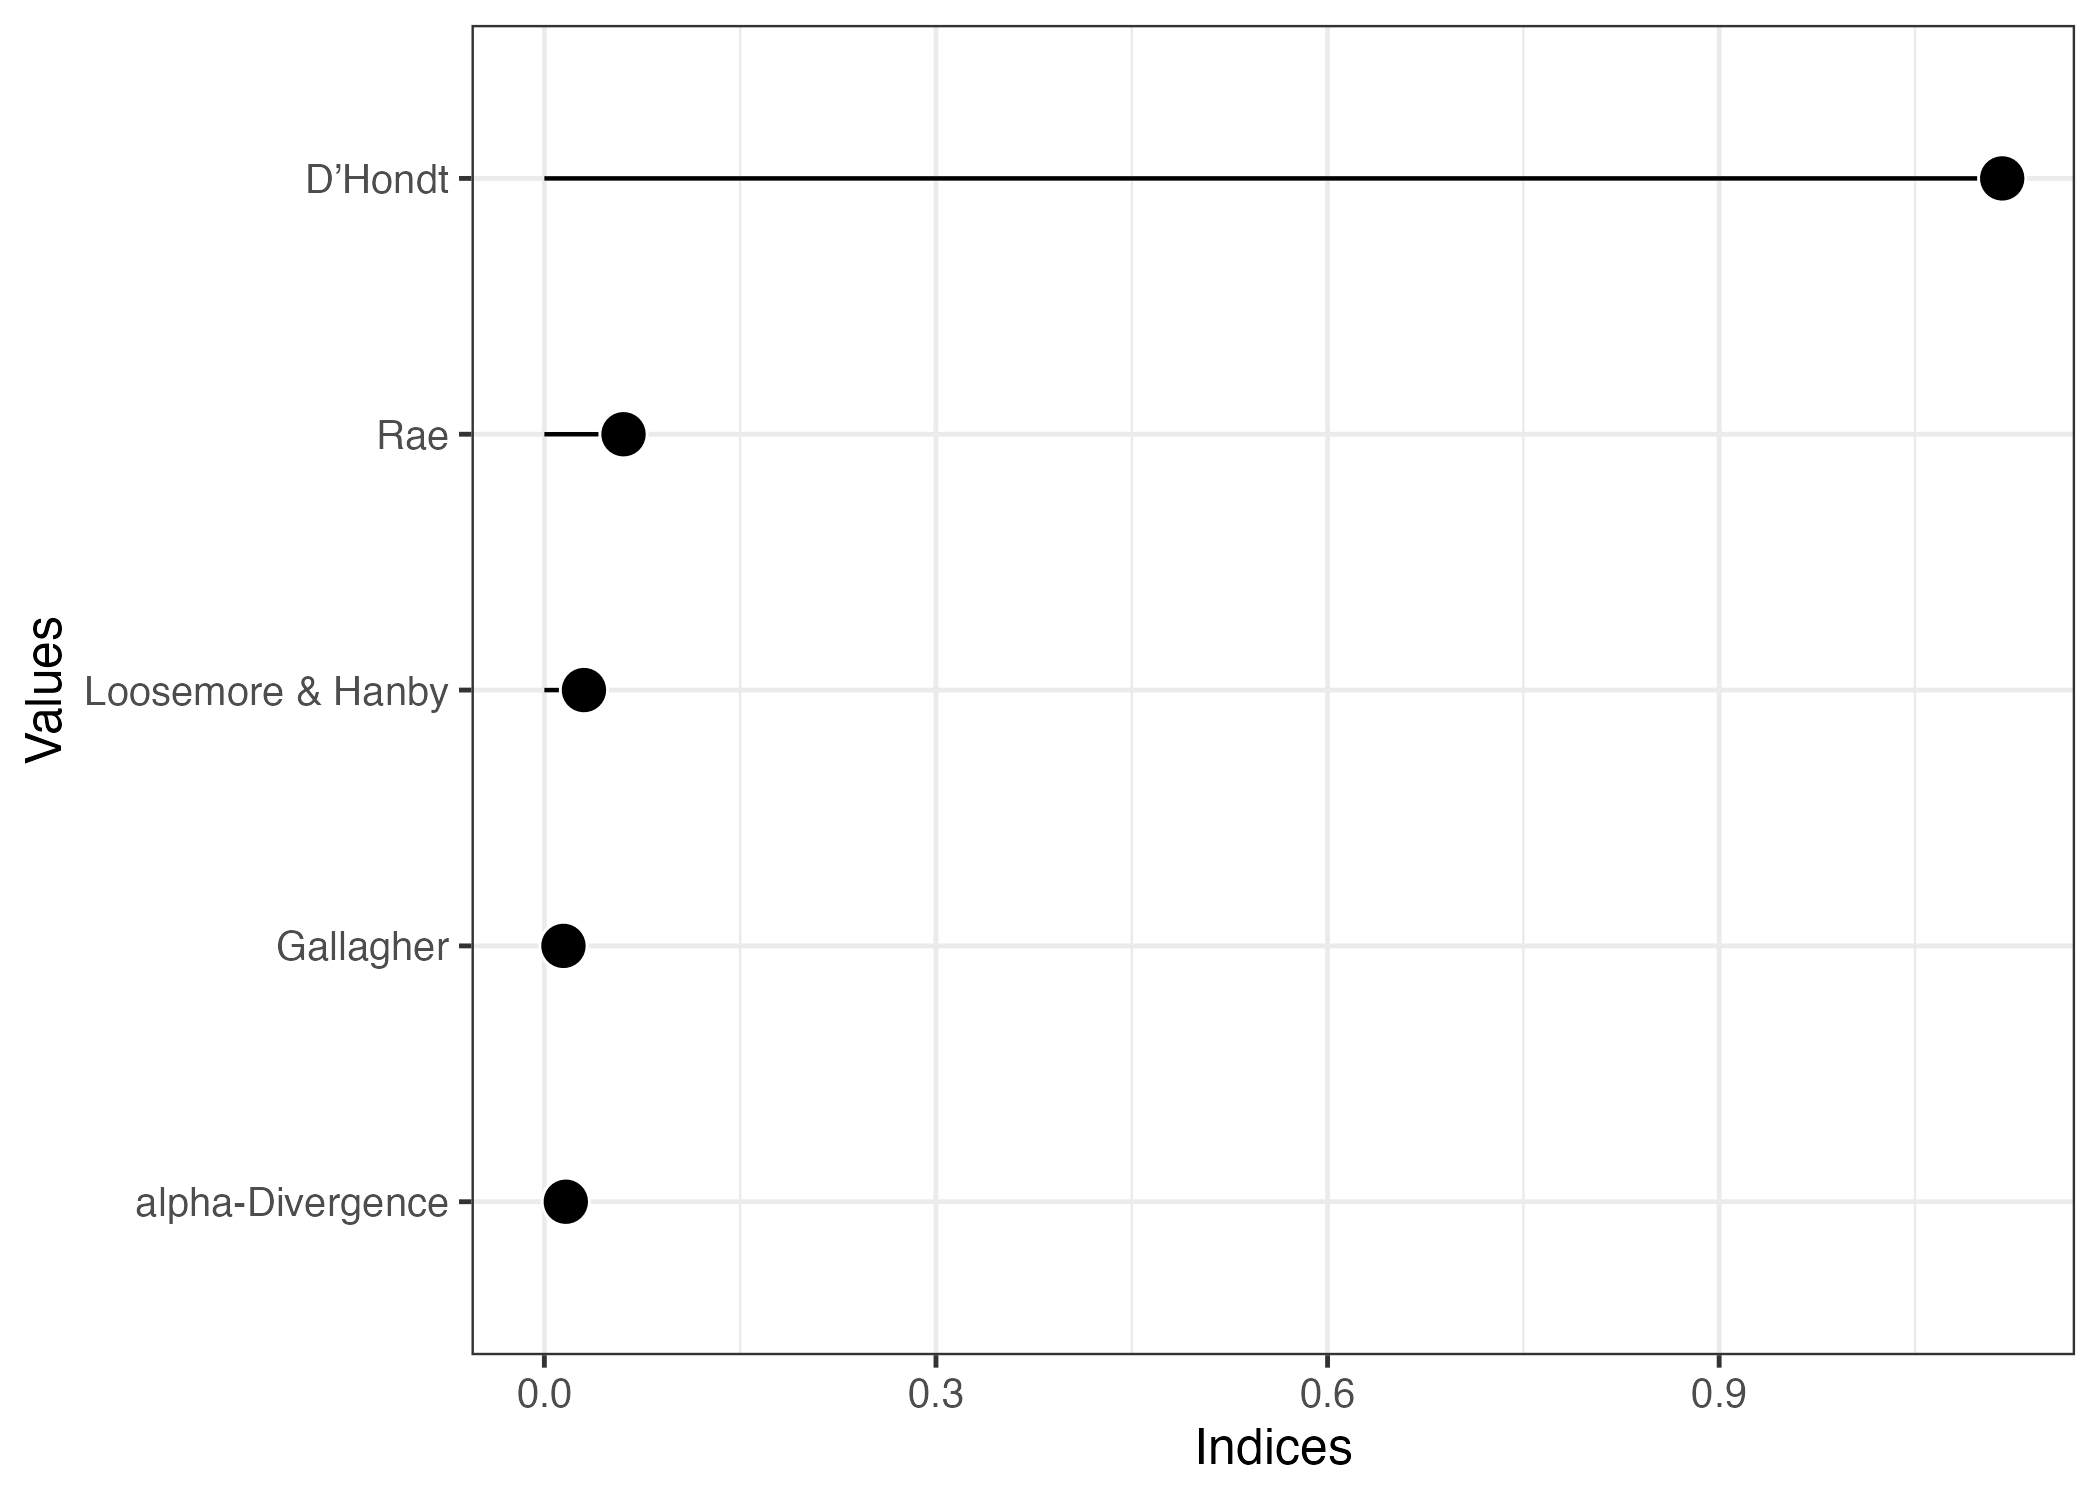 D’Hondt
Rae
Loosemore & Hanby
Gallagher
alpha-Divergence
Values
0.0 0.3 0.6 0.9
Indices